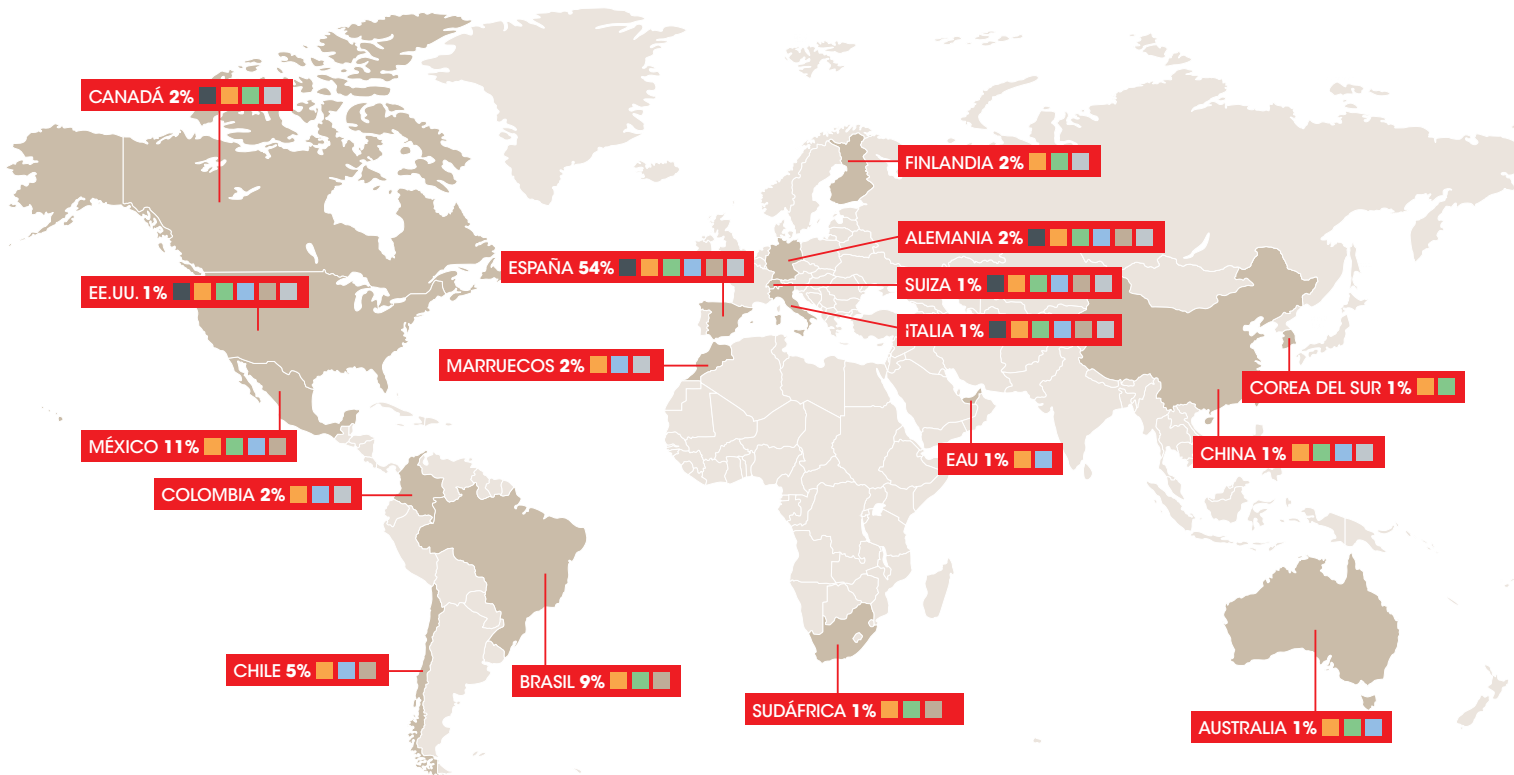 CANADÁ 2%
FINLANDIA 2%
ALEMANIA 2%
ESPAÑA 54%
SUIZA 1%
EE.UU. 1%
ITALIA 1%
MARRUECOS 2%
COREA DEL SUR 1%
MÉXICO 11%
CHINA 1%
EAU 1%
COLOMBIA 2%
CHILE 5%
BRASIL 9%
SUDÁFRICA 1%
AUSTRALIA 1%